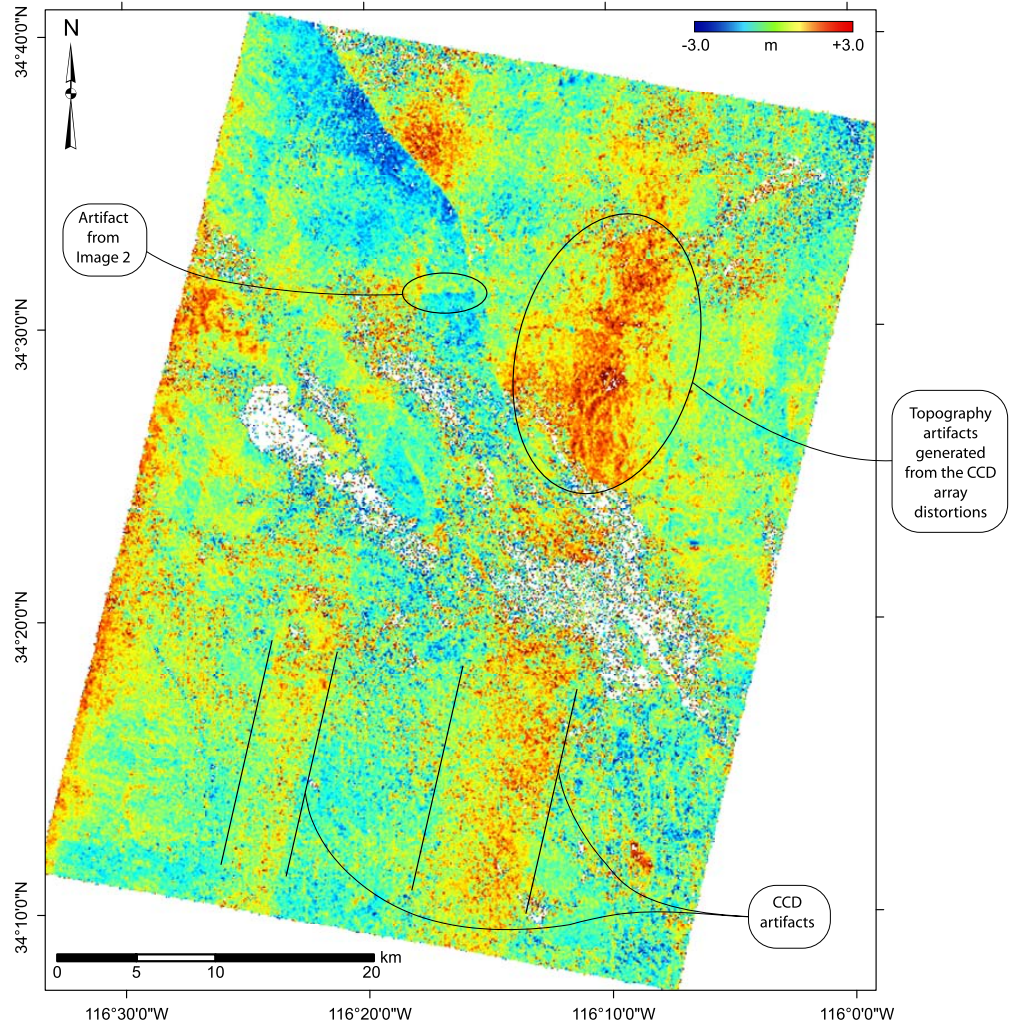 N
-3.0 m +3.0
34°40'0"N
34°30'0"N
34°20'0"N
34°10'0"N
Artifact
from
Image 2
Topography
artifacts
generated
from the CCD
array
distortions
CCD
artifacts
km
0 5 10 20
116°30'0"W 116°20'0"W 116°10'0"W 116°0'0"W